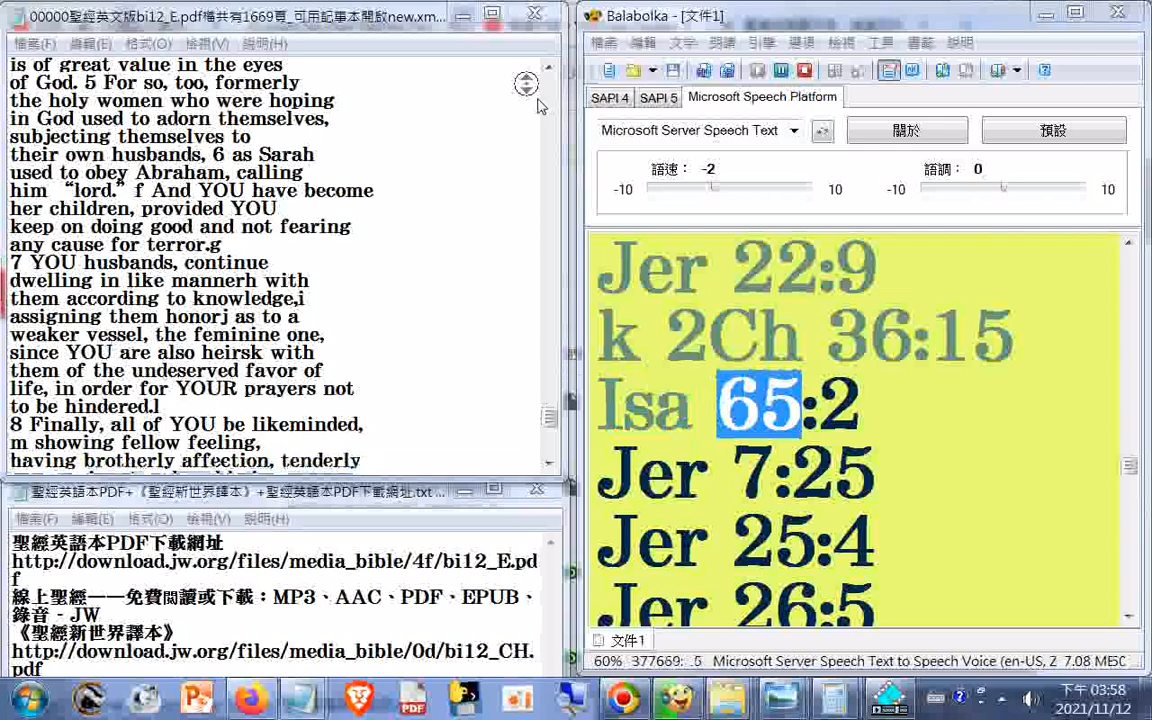 00000聖經英文版bi12_E.pdf檔共有1669頁_可用記事本開啟new.xm...
檔案(F) 編輯(E) 格式(O) 檢視(V) 說明(H)
is of great value in the eyes
of God. 5 For so, too, formerly
the holy women who were hoping
in God used to adorn themselves,
subjecting themselves to
their own husbands, 6 as Sarah
used to obey Abraham, calling
him “lord.” f And YOU have become
her children, provided YOU
keep on doing good and not fearing
any cause for terror.g
7 YOU husbands, continue
dwelling in like mannerh with
them according to knowledge,i
assigning them honorj as to a
weaker vessel, the feminine one,
since YOU are also heirsk with
them of the undeserved favor of
life, in order for YOUR prayers not
to be hindered.l
8 Finally, all of YOU be likeminded,
m showing fellow feeling,
having brotherly affection, tenderly
聖經英語本PDF+《聖經新世界譯本》+聖經英語本PDF下載網址.txt ...
檔案(F) 編輯(E) 格式(O) 檢視(V) 說明(H)
聖經英語本PDF下載網址
http://download.jw.org/files/media_bible/4f/bi12_E.pd
f
線上聖經——免費閱讀或下載：MP3、AAC、PDF、EPUB、
錄音 - JW
《聖經新世界譯本》
http://download.jw.org/files/media_bible/0d/bi12_CH.
pdf
Balabolka - [文件1]
檔案 編輯 文字 朗讀 引擎 選項 檢視 工具 書籤 說明
SAPI 4 SAPI 5 Microsoft Speech Platform
Microsoft Server Speech Text 關於 預設
語速： -2 語調： 0
-10 10 -10 10
Jer 22:9
k 2Ch 36:15
Isa 65:2
Jer 7:25
Jer 25:4
Jer 26:5
文件1
60% Microsoft Server Speech Text to Speech Voice (en-US, Z 7.08 ME
下午 03:58
2021/11/12